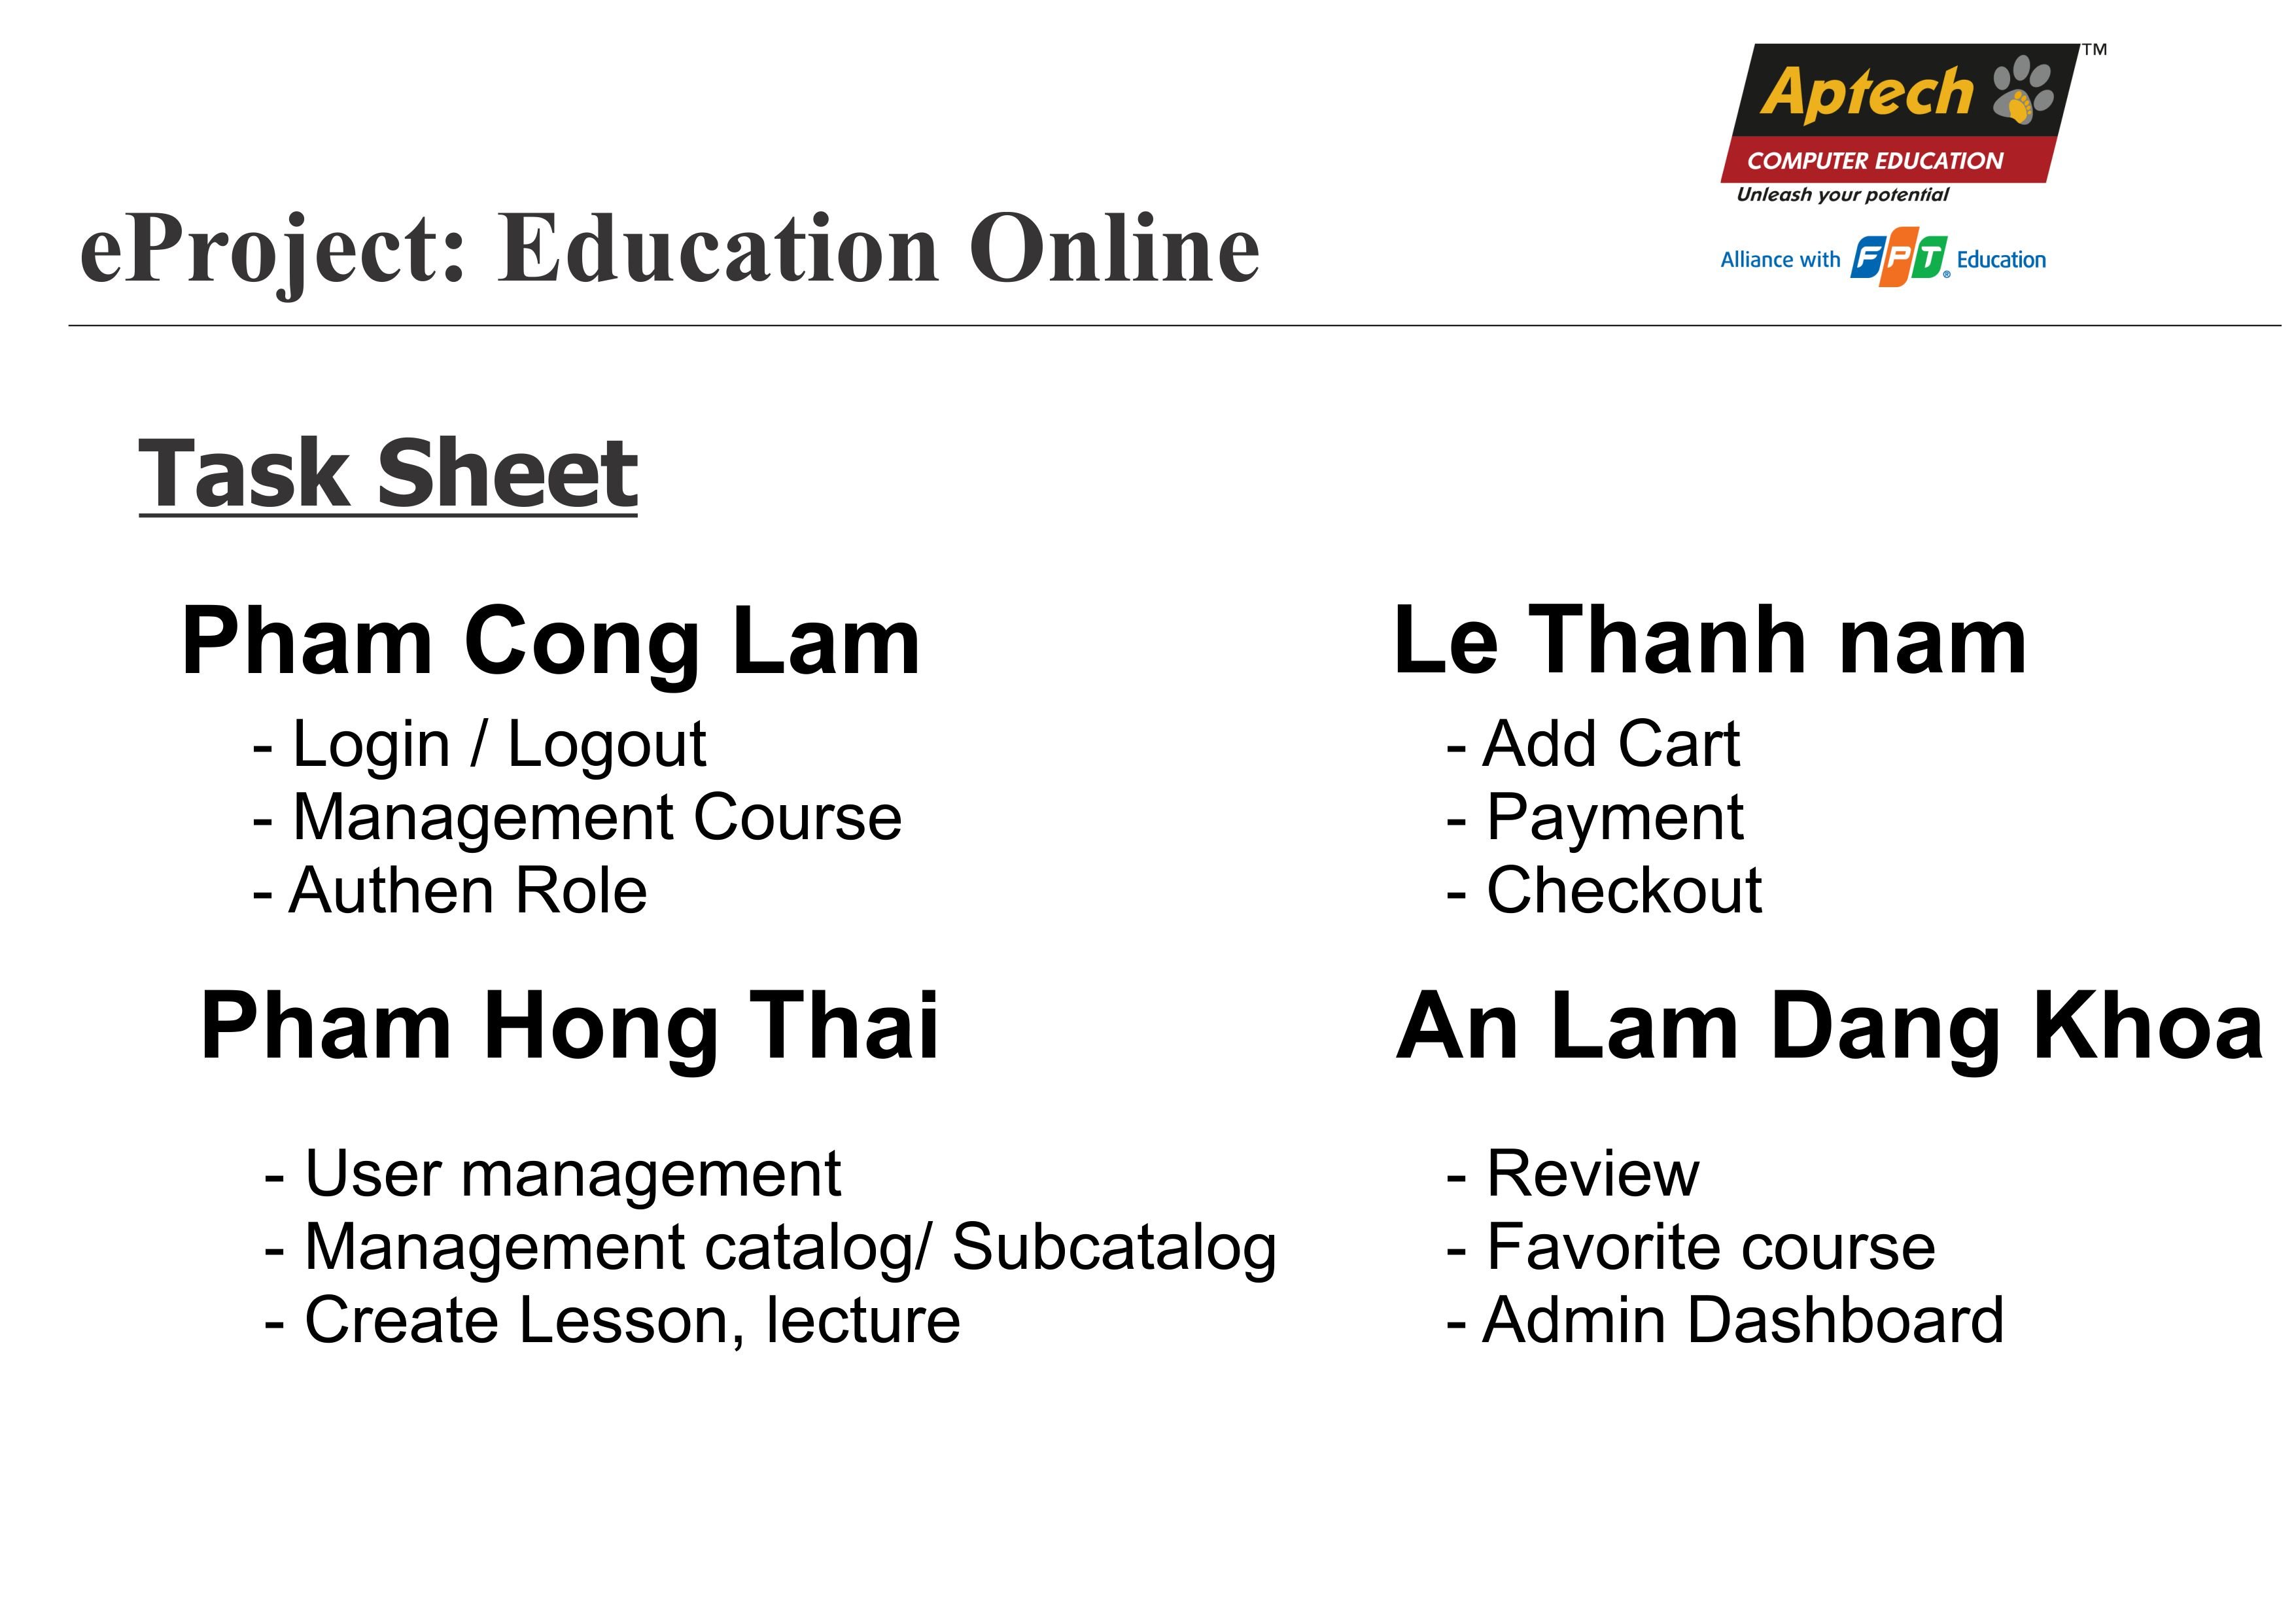 Aptech
TM
COMPUTER EDUCATION
Unleash your potential
Alliance with FPT® Education
eProject: Education Online
Task Sheet
Pham Cong Lam
- Login / Logout
- Management Course
- Authen Role
Le Thanh nam
- Add Cart
- Payment
- Checkout
Pham Hong Thai
- User management
- Management catalog/ Subcatalog
- Create Lesson, lecture
An Lam Dang Khoa
- Review
- Favorite course
- Admin Dashboard